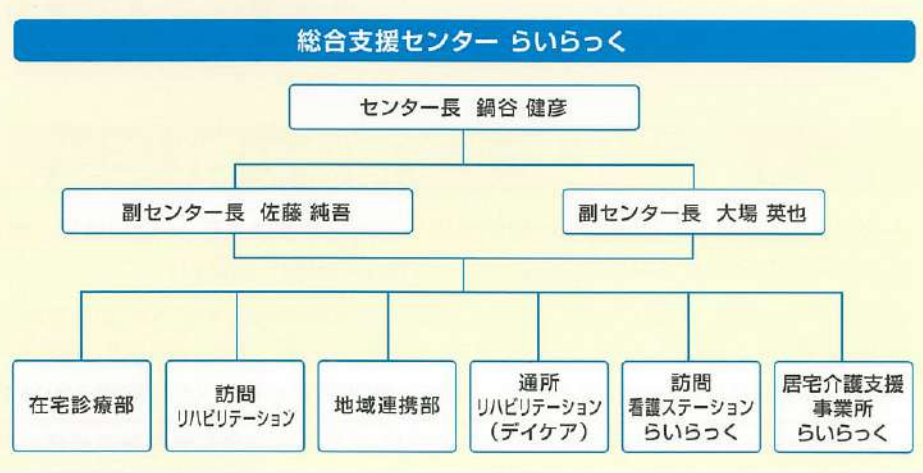 総合支援センター らいらっく
センター長 鍋谷 健彦
副センター長 佐藤 純吾
副センター長 大場 英也
在宅診療部
訪問
リハビリテーション
地域連携部
通所
リハビリテーション
(デイケア)
訪問
看護ステーション
らいらっく
居宅介護支援
事業所
らいらっく